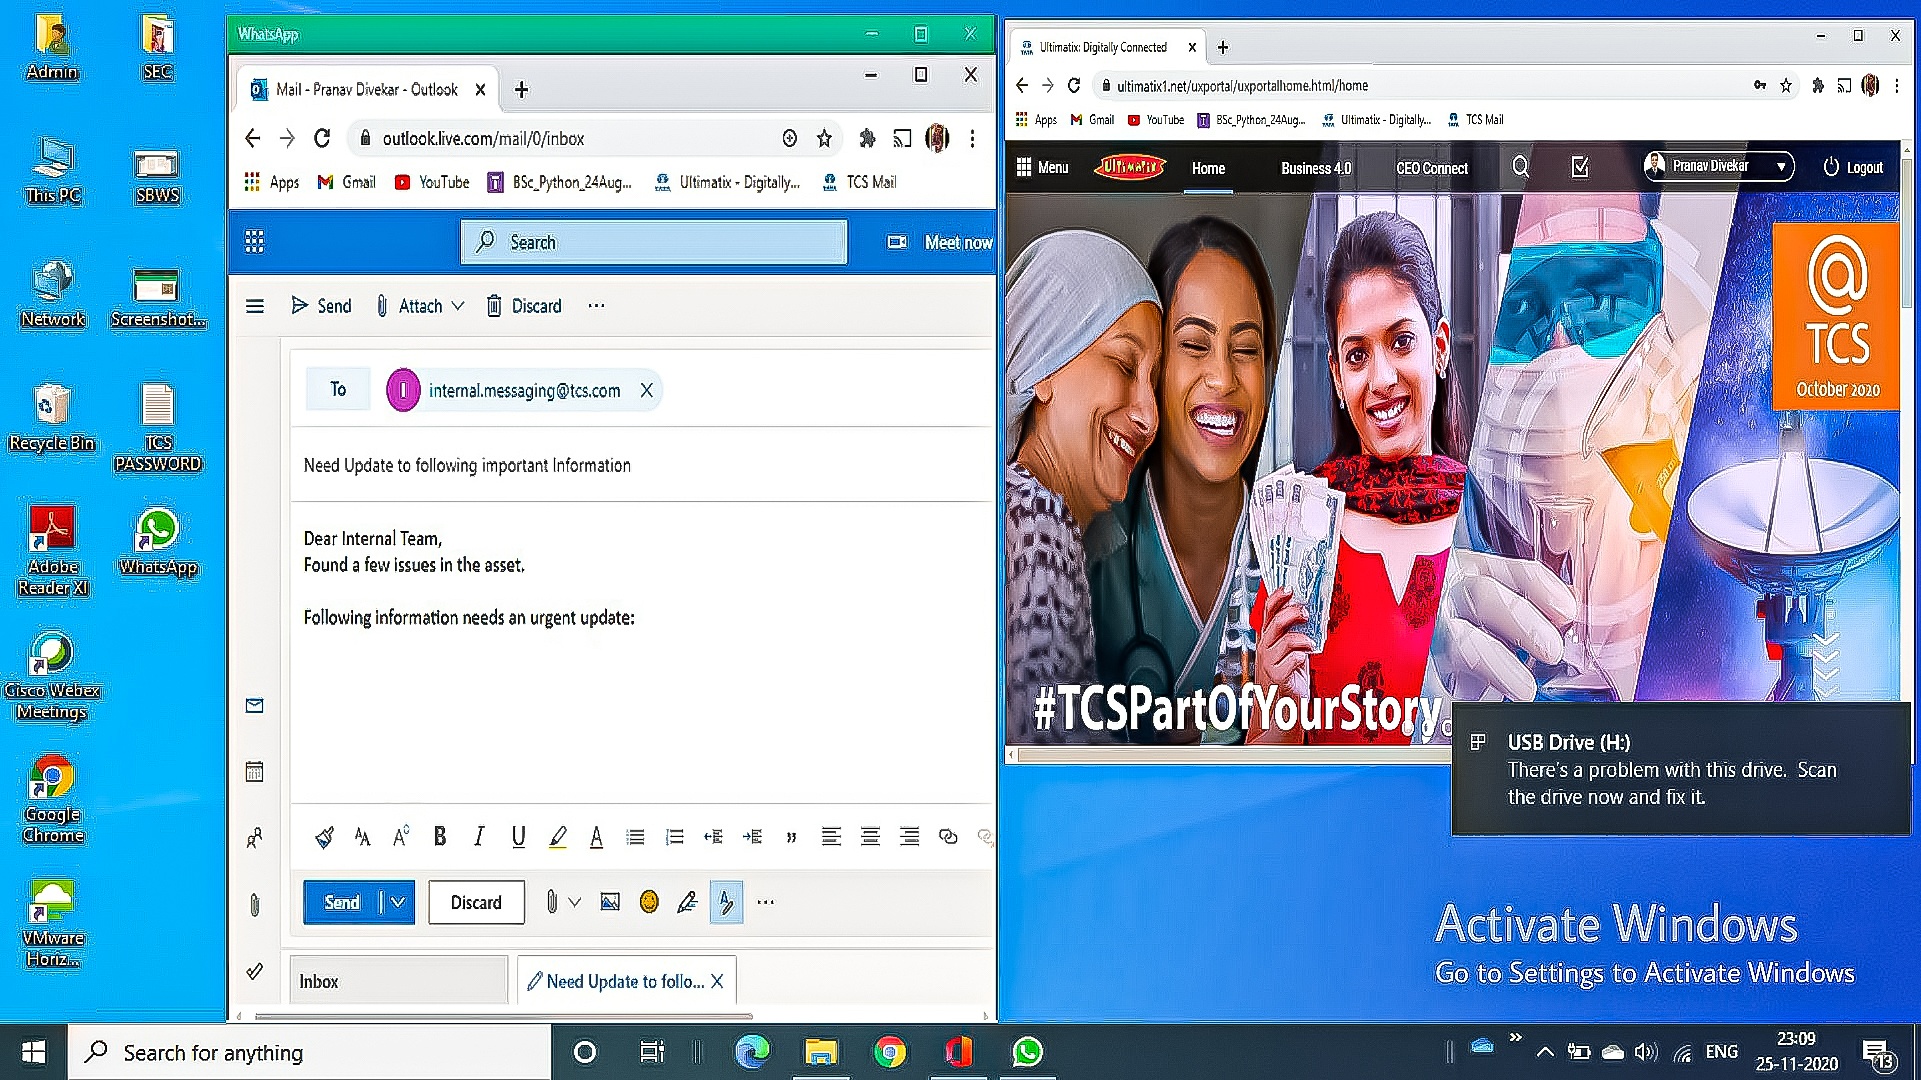 Admin
SEC
This PC
SBWS
Network
Screenshot...
Recycle Bin
TCS
PASSWORD
Adobe
Reader XI
WhatsApp
Cisco Webex
Meetings
Google
Chrome
VMware
Horiz...
WhatsApp
Mail - Pranav Divekar - Outlook
outlook.live.com/mail/0/inbox
Apps Gmail YouTube BSc_Python_24Aug... Ultimatix - Digitally... TCS Mail
Search Meet now
Send Attach Discard ...
To I internal.messaging@tcs.com
Need Update to following important Information
Dear Internal Team,
Found a few issues in the asset.
Following information needs an urgent update:
Send Discard
Inbox Need Update to follo...
Ultimatix: Digitally Connected
ultimatix1.net/uxportal/uxportalhome.html/home
Apps Gmail YouTube BSc_Python_24Aug... Ultimatix - Digitally... TCS Mail
Menu ULTIMATIX Home Business 4.0 CEO Connect Pranav Divekar Logout
@
TCS
October 2020
#TCSPartOfYourStory
USB Drive (H:)
There's a problem with this drive. Scan
the drive now and fix it.
Activate Windows
Go to Settings to Activate Windows
Search for anything
ENG
23:09
25-11-2020
13